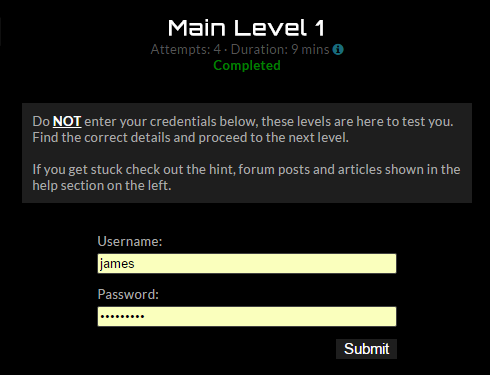 Main Level 1
Attempts: 4 · Duration: 9 mins
Completed
Do NOT enter your credentials below, these levels are here to test you.
Find the correct details and proceed to the next level.
If you get stuck check out the hint, forum posts and articles shown in the
help section on the left.
Username:
james
Password:
•••••••••
Submit